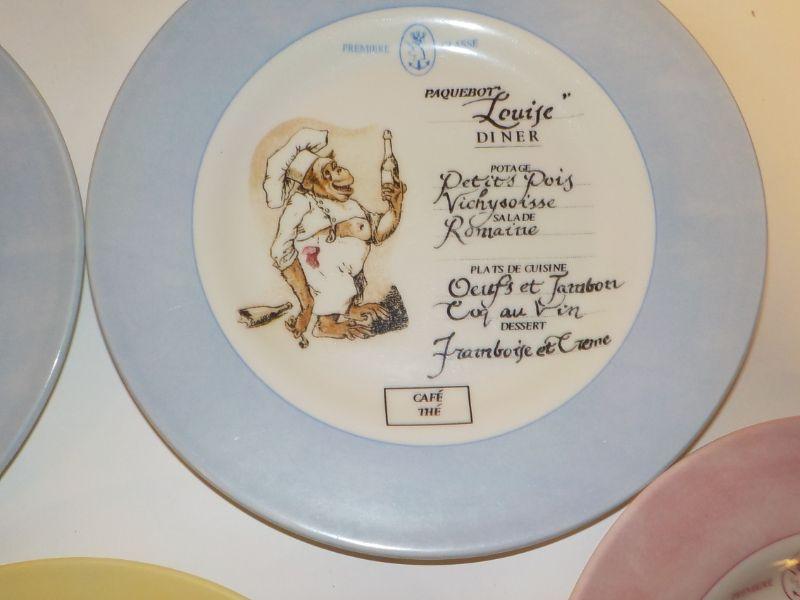 PREMIERE CLASSE
PAQUEBOT "Louise"
DINER
POTAGE
Petits Pois
Vichysoisse
SALADE
Romaine
PLATS DE CUISINE
Oeufs et Jambon
Coq au Vin
DESSERT
Framboise et Creme
CAFÉ
THÉ
PREMIERE